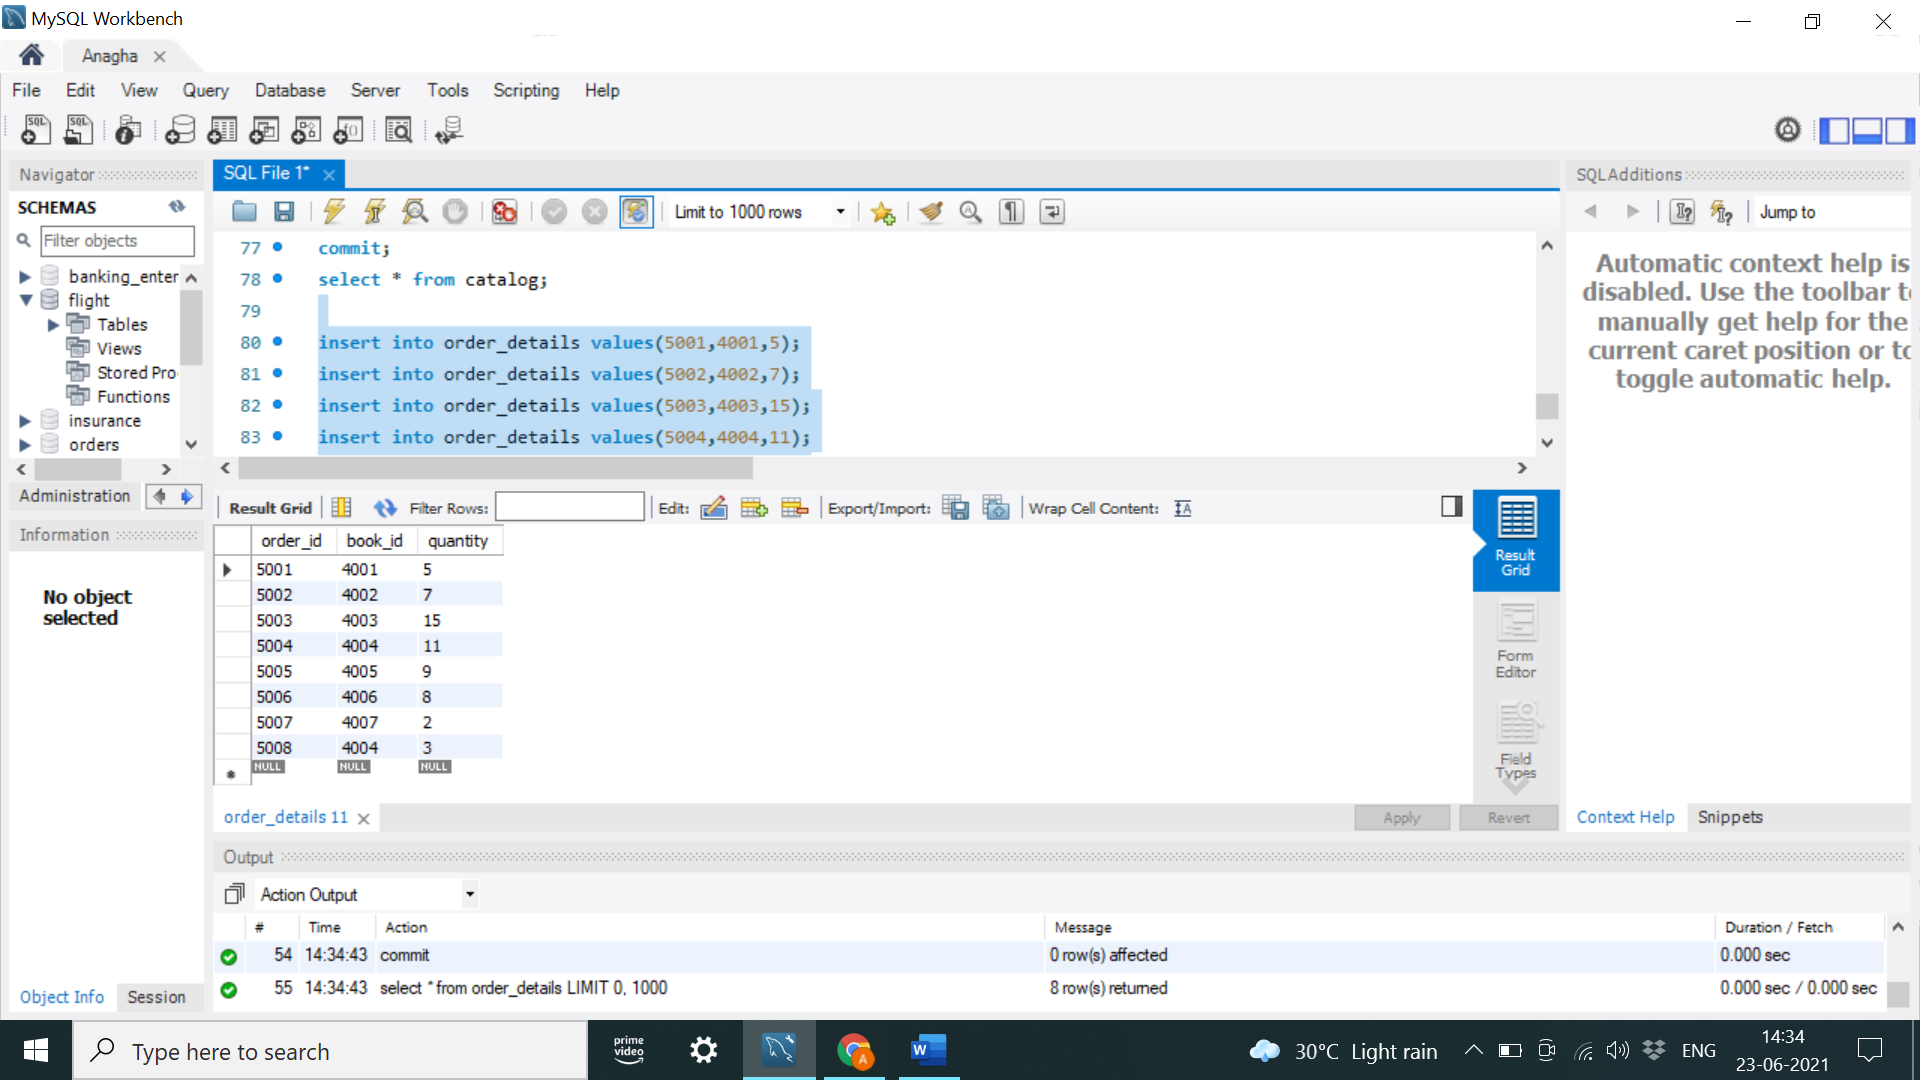 MySQL Workbench
Anagha
File Edit View Query Database Server Tools Scripting Help
Navigator
SCHEMAS
Filter objects
banking_enter
flight
Tables
Views
Stored Pro
Functions
insurance
orders
Administration
Information
No object
selected
Object Info Session
SQL File 1*
Limit to 1000 rows
77 commit;
78 select * from catalog;
79
80 insert into order_details values(5001,4001,5);
81 insert into order_details values(5002,4002,7);
82 insert into order_details values(5003,4003,15);
83 insert into order_details values(5004,4004,11);
Result Grid Filter Rows: Edit: Export/Import: Wrap Cell Content:
order_id book_id quantity
5001 4001 5
5002 4002 7
5003 4003 15
5004 4004 11
5005 4005 9
5006 4006 8
5007 4007 2
5008 4004 3
NULL NULL NULL
Result
Grid
Form
Editor
Field
Types
order_details 11
Apply Revert
SQLAdditions
Jump to
Automatic context help is
disabled. Use the toolbar to
manually get help for the
current caret position or to
toggle automatic help.
Context Help Snippets
Output
Action Output
# Time Action Message Duration / Fetch
54 14:34:43 commit 0 row(s) affected 0.000 sec
55 14:34:43 select * from order_details LIMIT 0, 1000 8 row(s) returned 0.000 sec / 0.000 sec
Type here to search
prime
video
30°C Light rain
ENG
14:34
23-06-2021